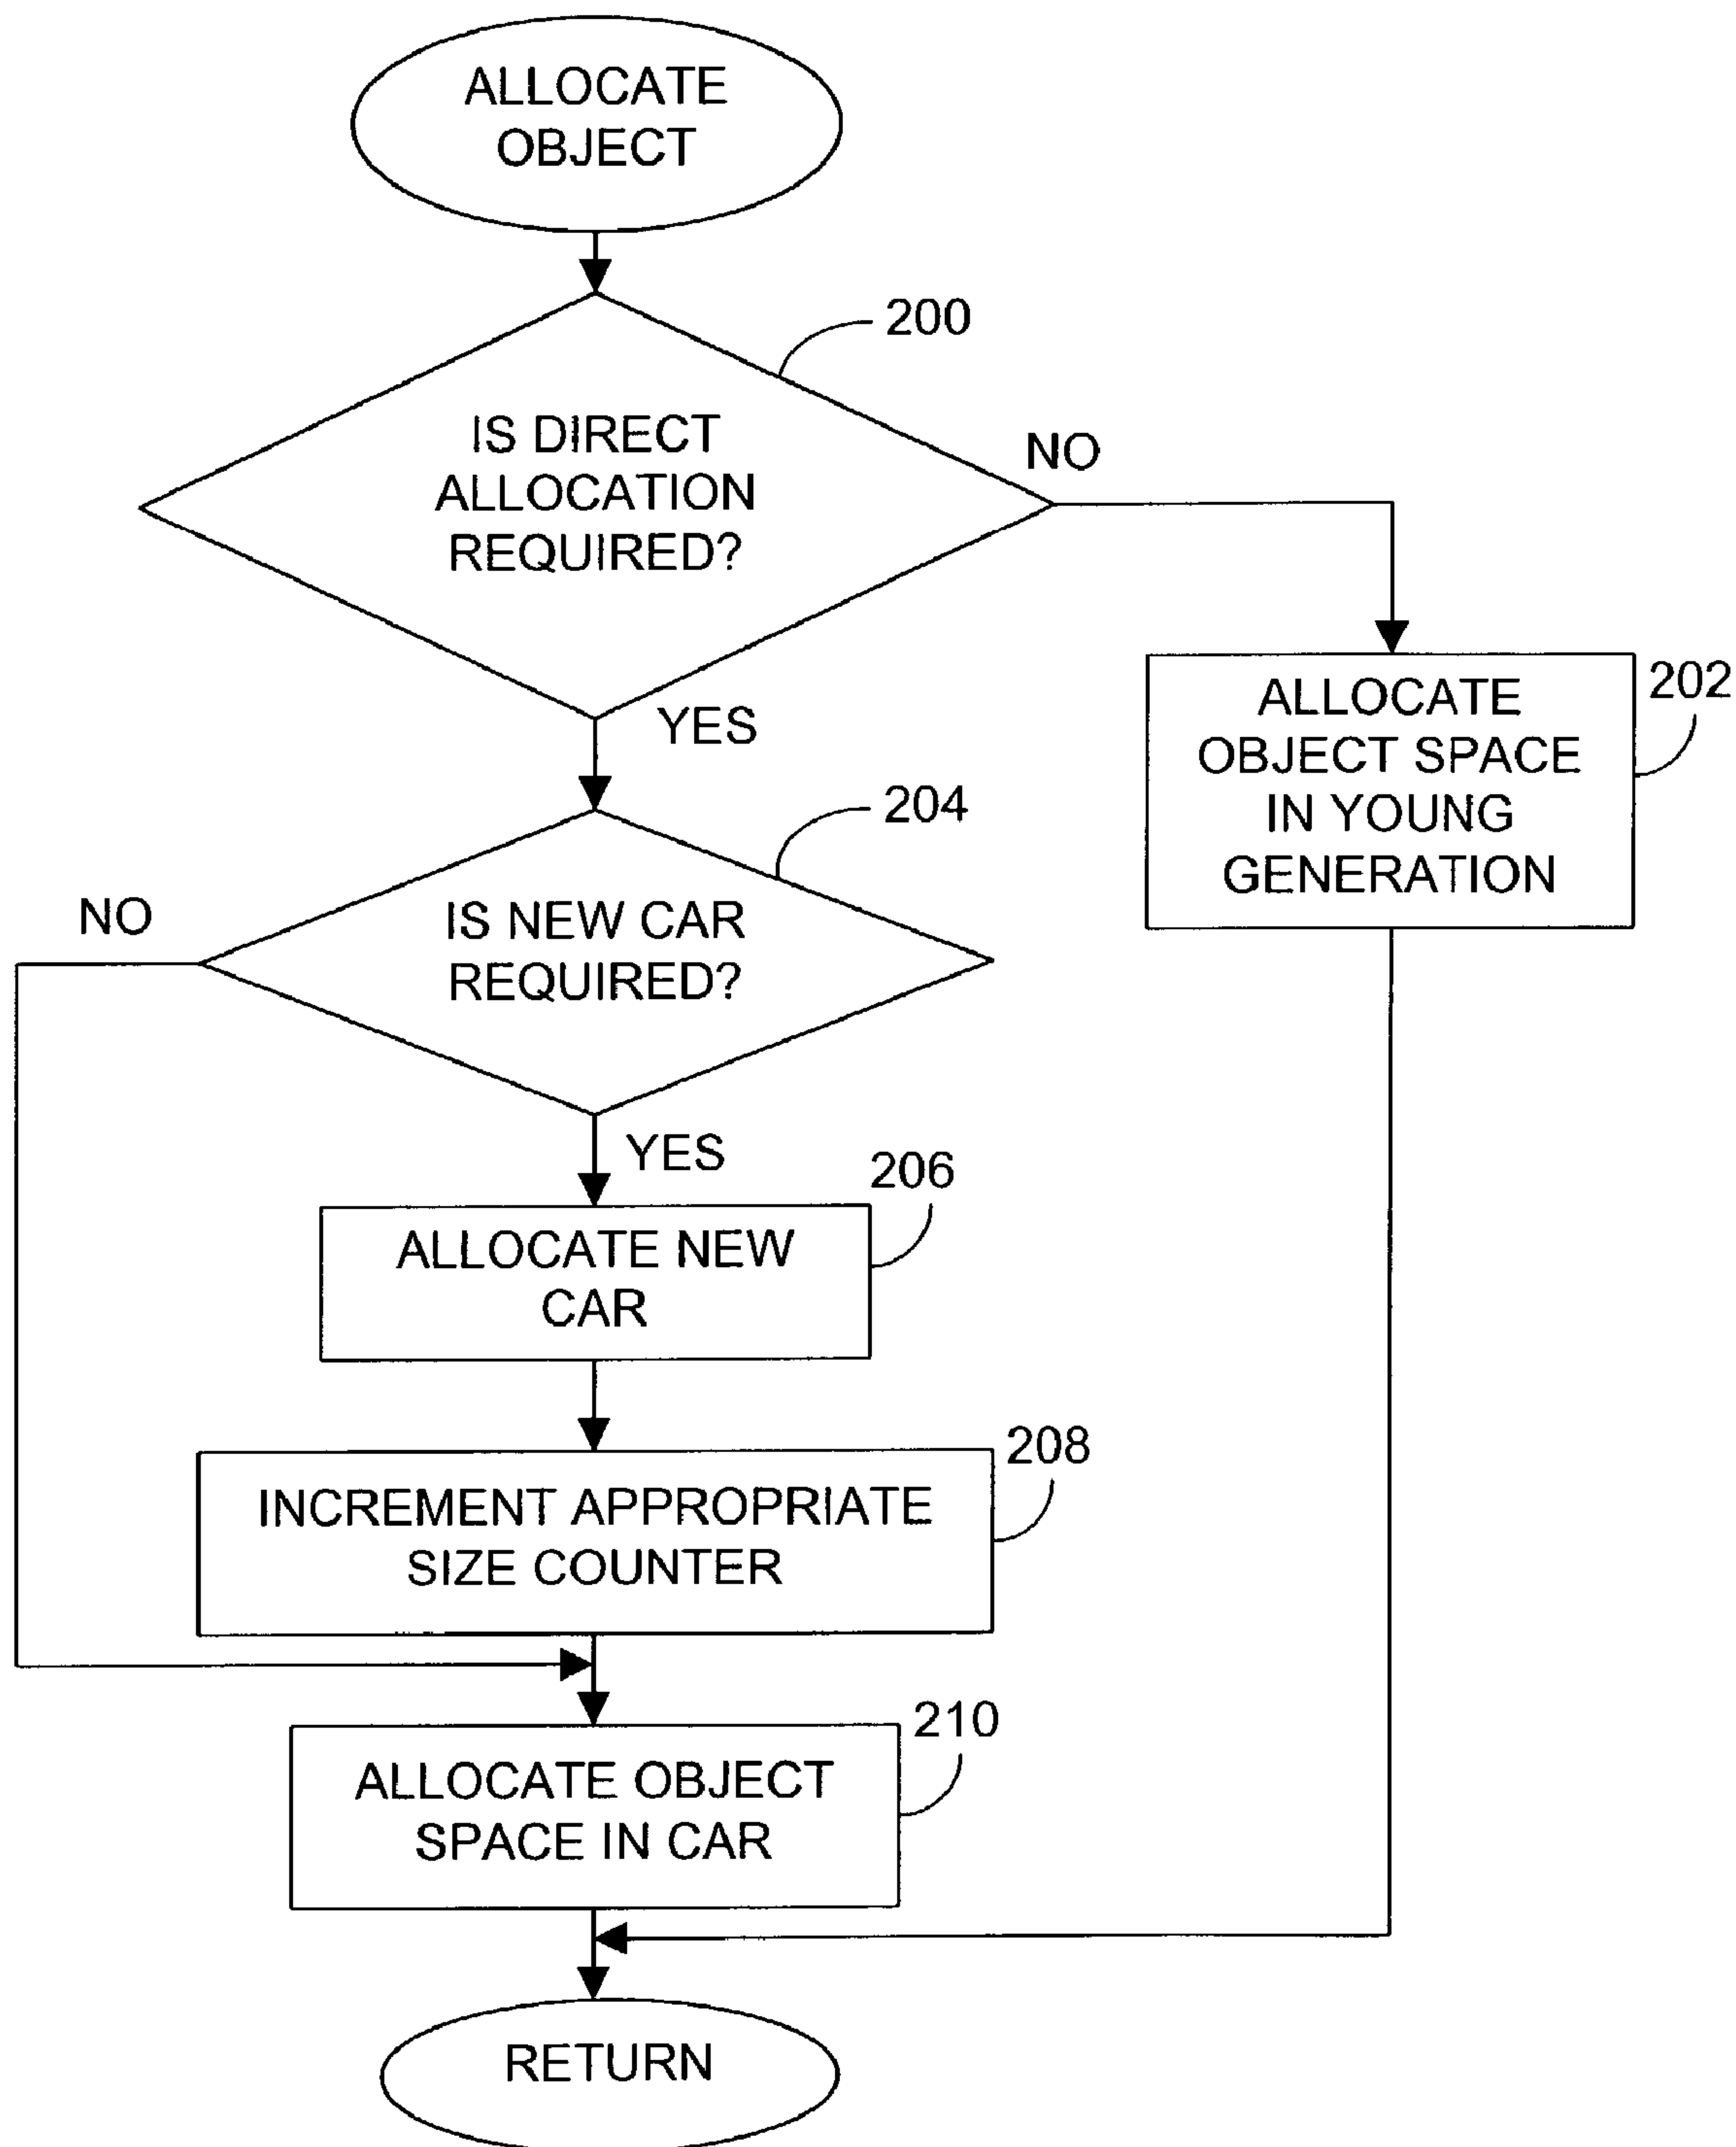 ALLOCATE
OBJECT
200
IS DIRECT
ALLOCATION
REQUIRED?
NO
YES
202
ALLOCATE
OBJECT SPACE
IN YOUNG
GENERATION
204
IS NEW CAR
REQUIRED?
NO
YES
206
ALLOCATE NEW
CAR
208
INCREMENT APPROPRIATE
SIZE COUNTER
210
ALLOCATE OBJECT
SPACE IN CAR
RETURN